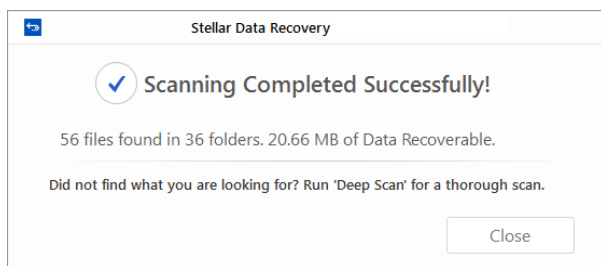 Stellar Data Recovery
Scanning Completed Successfully!
56 files found in 36 folders. 20.66 MB of Data Recoverable.
Did not find what you are looking for? Run 'Deep Scan' for a thorough scan.
Close